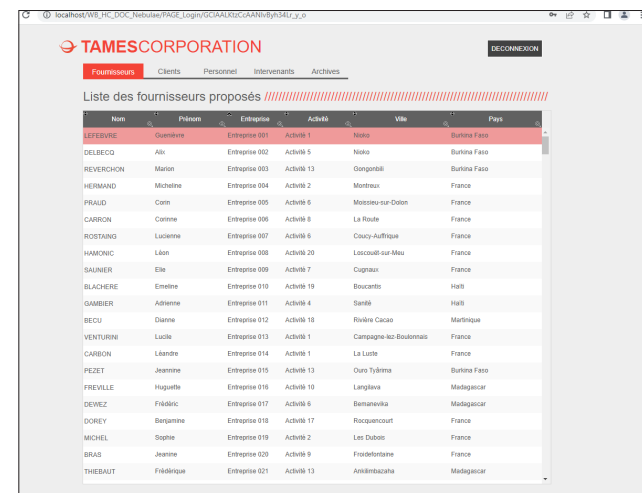 localhost/WB_HC_DOC_Nebulae/PAGE_Login/GCIAALKtzCcAANIvByh34Lr_y_o
TAMESCORPORATION
DECONNEXION
Fournisseurs Clients Personnel Intervenants Archives
Liste des fournisseurs proposés ////////////////////////////////////////////////////////////////////////////////
Nom Prénom Entreprise Activité Ville Pays
LEFEBVRE Guenièvre Entreprise 001 Activité 1 Nioko Burkina Faso
DELBECQ Alix Entreprise 002 Activité 5 Nioko Burkina Faso
REVERCHON Marion Entreprise 003 Activité 13 Gongonbili Burkina Faso
HERMAND Micheline Entreprise 004 Activité 2 Montreux France
PRAUD Corin Entreprise 005 Activité 6 Moissieu-sur-Dolon France
CARRON Corinne Entreprise 006 Activité 8 La Route France
ROSTAING Lucienne Entreprise 007 Activité 6 Coucy-Auffrique France
HAMONIC Léon Entreprise 008 Activité 20 Loscouët-sur-Meu France
SAUNIER Elie Entreprise 009 Activité 7 Cugnaux France
BLACHERE Emeline Entreprise 010 Activité 19 Boucantis Haïti
GAMBIER Adrienne Entreprise 011 Activité 4 Sanité Haïti
BECU Dianne Entreprise 012 Activité 18 Rivière Cacao Martinique
VENTURINI Lucile Entreprise 013 Activité 1 Campagne-lez-Boulonnais France
CARBON Léandre Entreprise 014 Activité 1 La Lucte France
PEZET Jeannine Entreprise 015 Activité 13 Ouro Tyârima Burkina Faso
FREVILLE Huguette Entreprise 016 Activité 10 Langilava Madagascar
DEWEZ Frédéric Entreprise 017 Activité 6 Bemanevika Madagascar
DOREY Benjamine Entreprise 018 Activité 17 Rocquencourt France
MICHEL Sophie Entreprise 019 Activité 2 Les Dubois France
BRAS Jeanine Entreprise 020 Activité 9 Froidefontaine France
THIEBAUT Frédérique Entreprise 021 Activité 13 Ankilimbazaha Madagascar